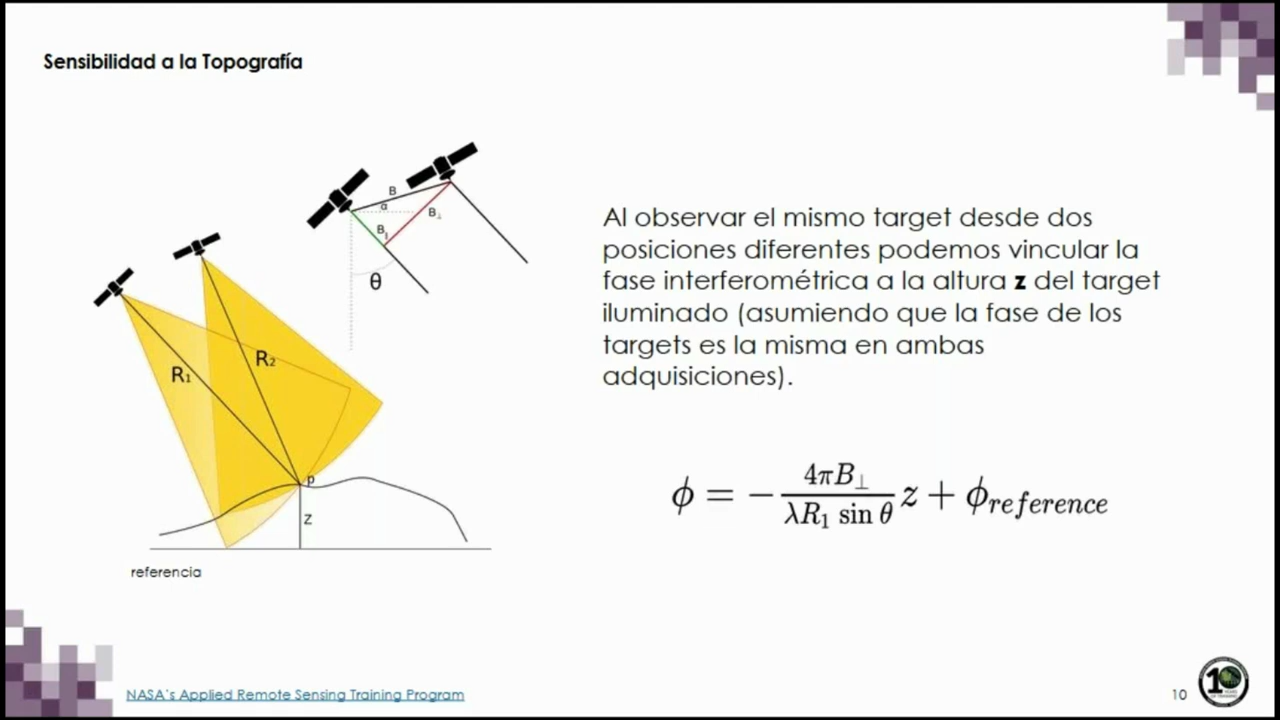 Sensibilidad a la Topografía
B
α
B⊥
B∥
θ
R₁
R₂
p
z
referencia
Al observar el mismo target desde dos
posiciones diferentes podemos vincular la
fase interferométrica a la altura z del target
iluminado (asumiendo que la fase de los
targets es la misma en ambas
adquisiciones).
ϕ = − 4πB⊥ / λR₁ sin θ z + ϕreference
NASA's Applied Remote Sensing Training Program
10
10